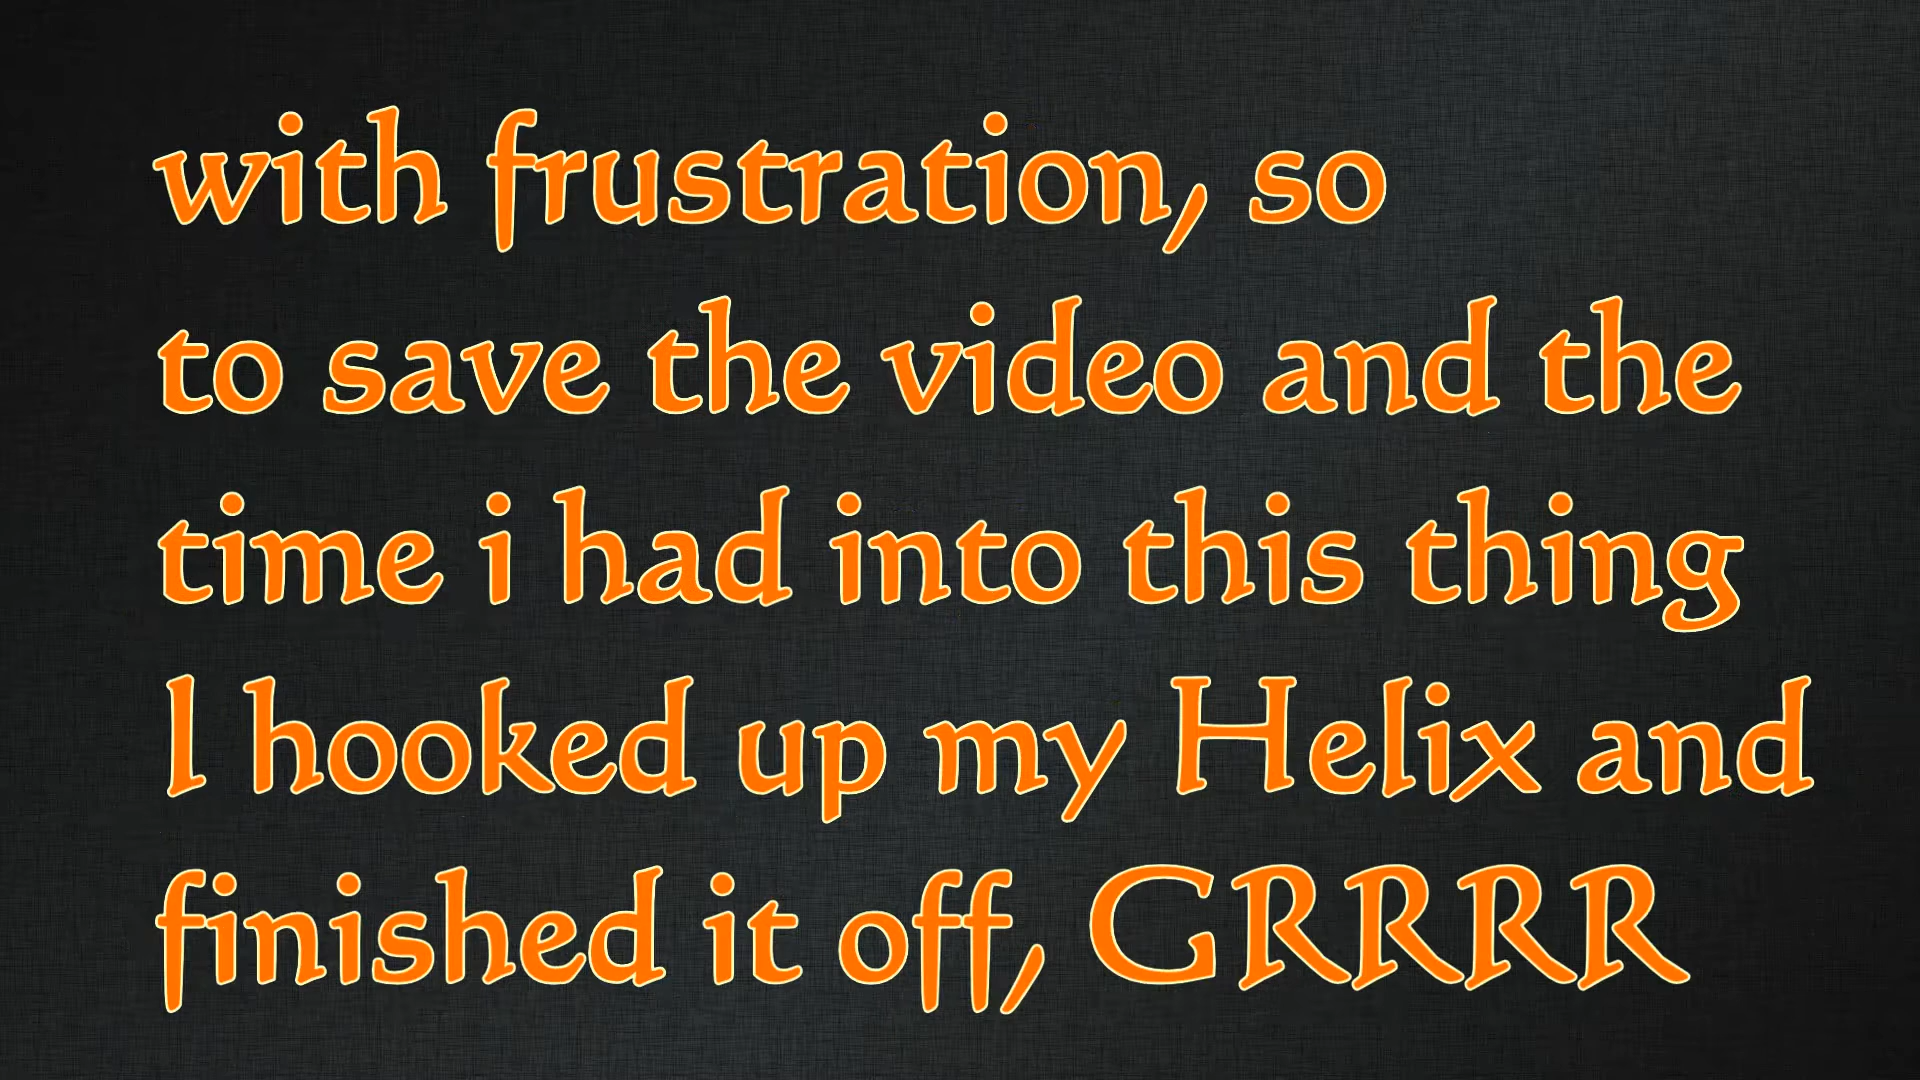 with frustration, so
to save the video and the
time i had into this thing
I hooked up my Helix and
finished it off, GRRRR